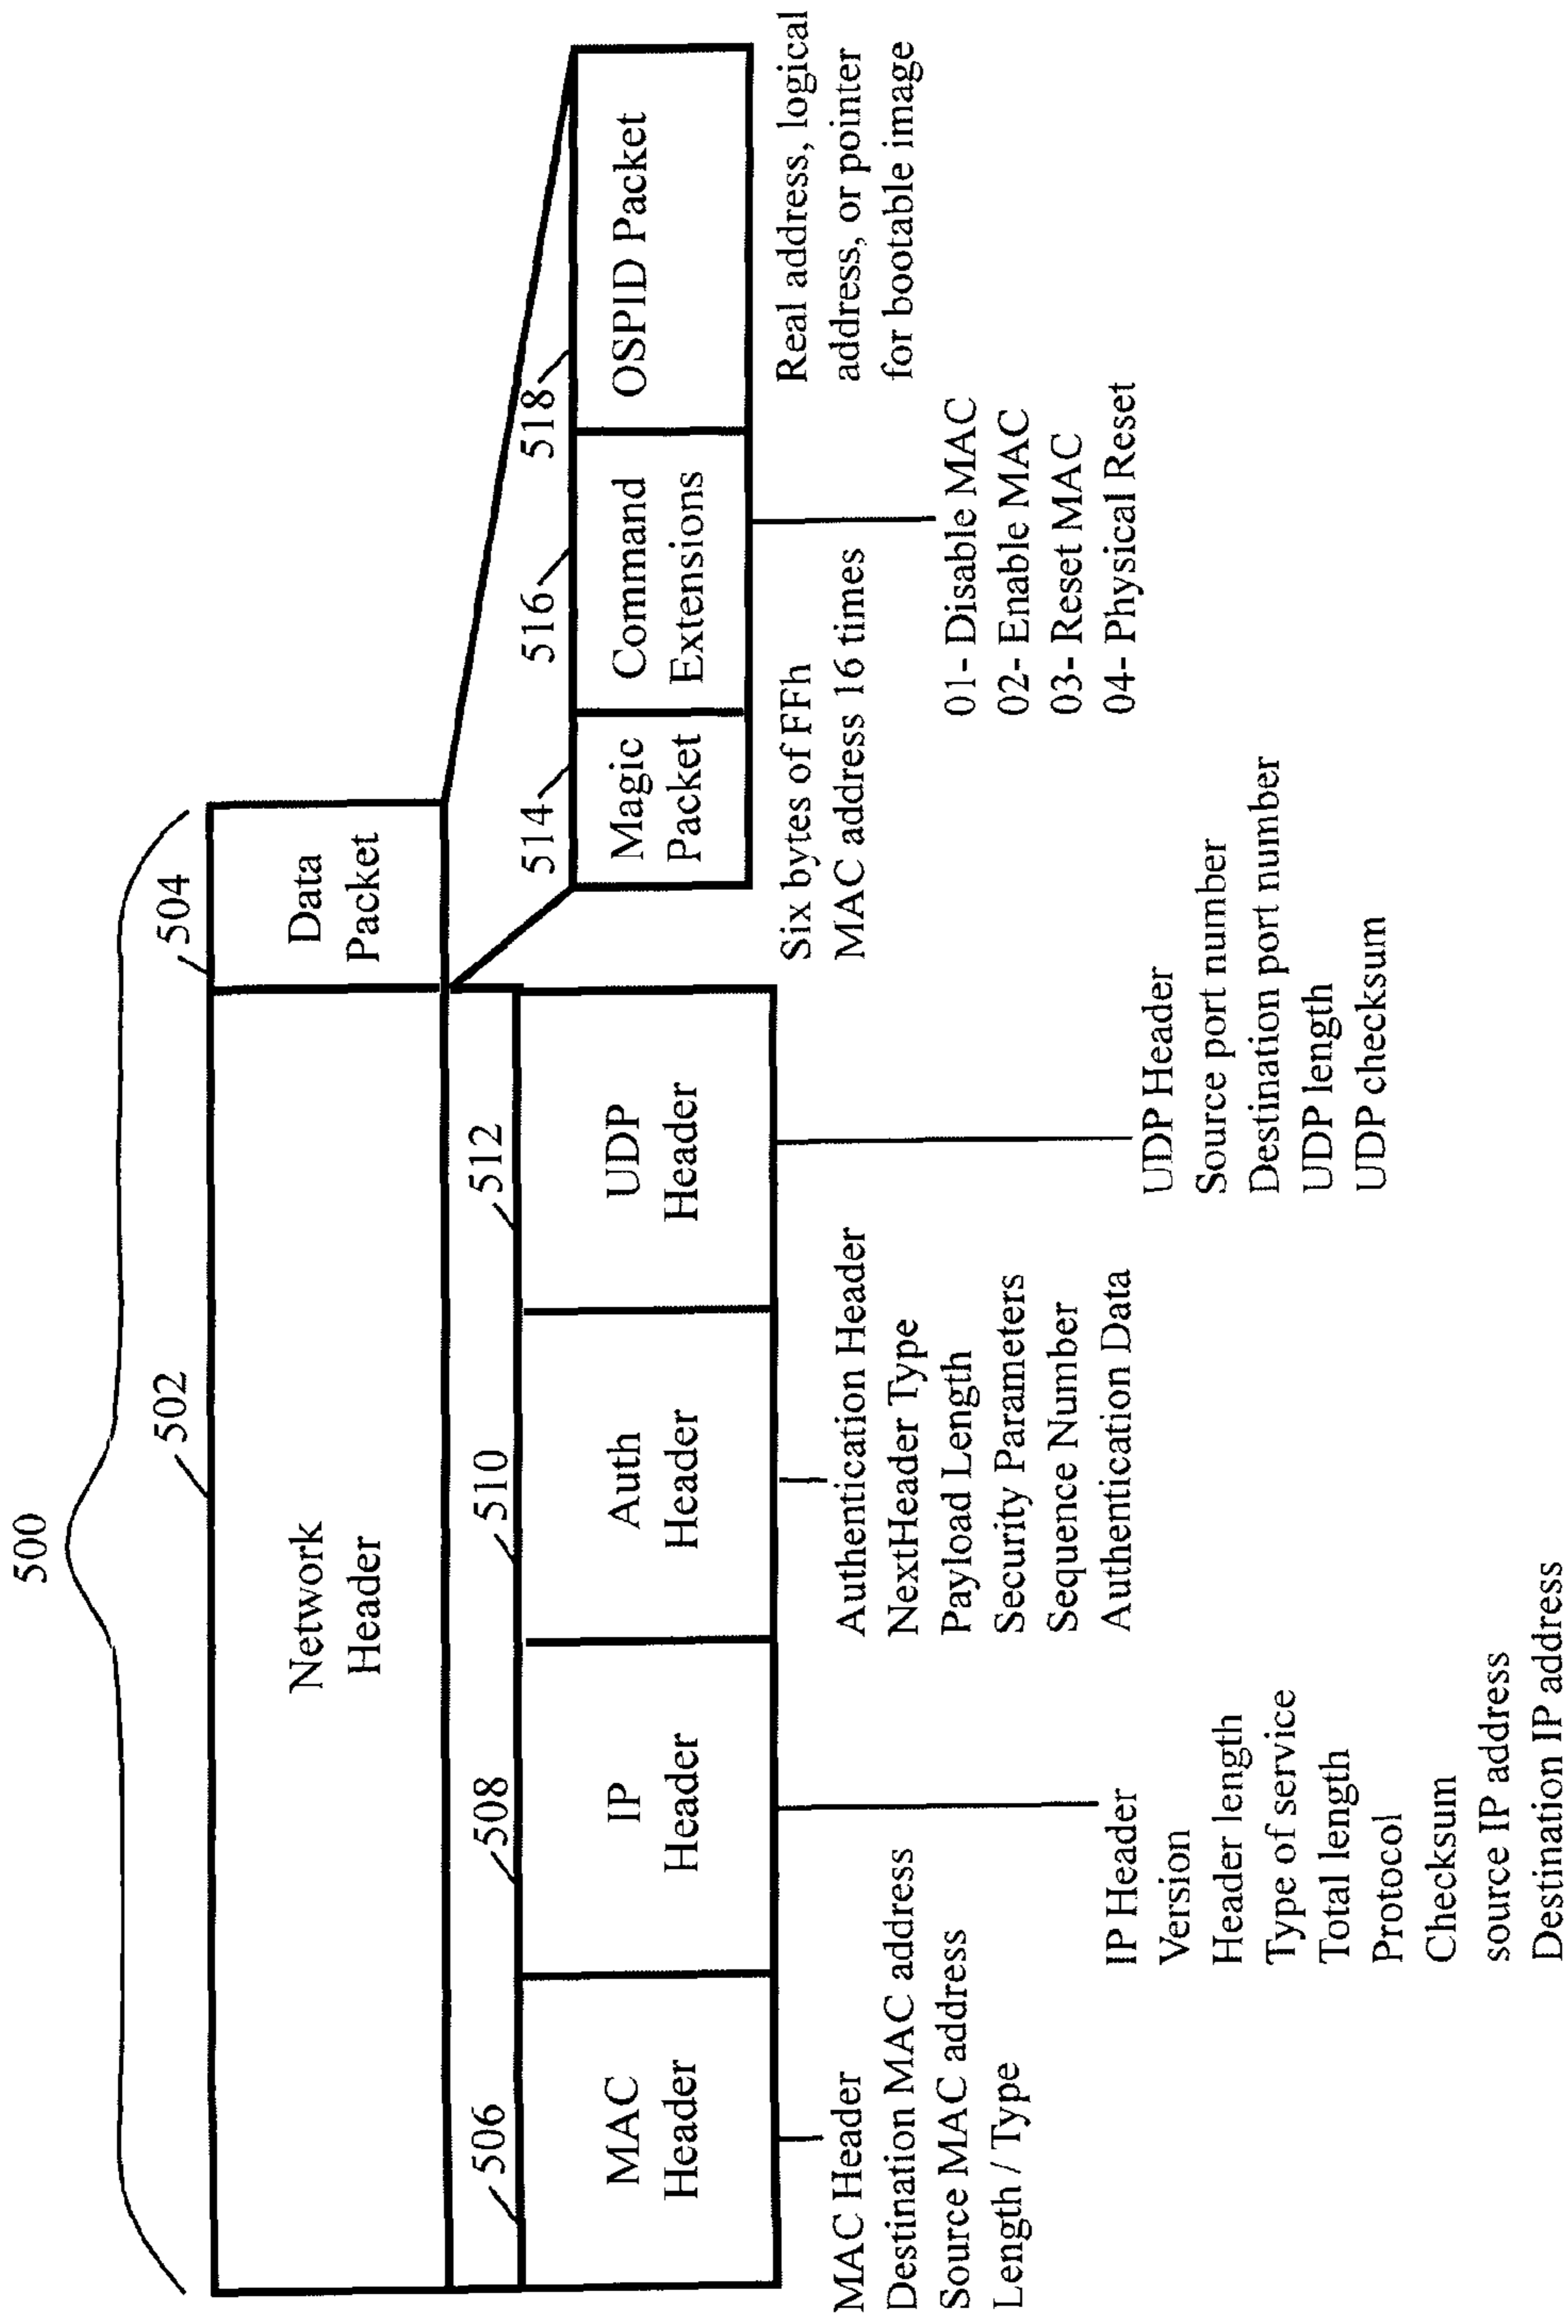 500
502
504
Network
Header
Data
Packet
506
508
510
512
MAC
Header
IP
Header
Auth
Header
UDP
Header
514
516
518
Magic
Packet
Command
Extensions
OSPID Packet
MAC Header
Destination MAC address
Source MAC address
Length / Type
IP Header
Version
Header length
Type of service
Total length
Protocol
Checksum
source IP address
Destination IP address
Authentication Header
NextHeader Type
Payload Length
Security Parameters
Sequence Number
Authentication Data
UDP Header
Source port number
Destination port number
UDP length
UDP checksum
Six bytes of FFh
MAC address 16 times
01- Disable MAC
02- Enable MAC
03- Reset MAC
04- Physical Reset
Real address, logical
address, or pointer
for bootable image